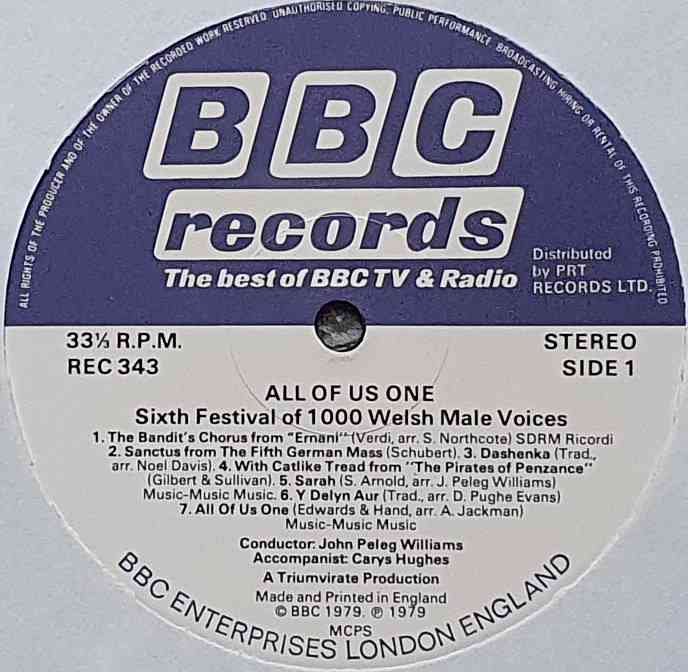 ALL RIGHTS OF THE PRODUCER AND OF THE OWNER OF THE RECORDED WORK RESERVED. UNAUTHORISED COPYING, PUBLIC PERFORMANCE, BROADCASTING, HIRING OR RENTAL OF THIS RECORDING PROHIBITED
BBC
records
The best of BBC TV & Radio
Distributed
by PRT
RECORDS LTD.
33⅓ R.P.M.
REC 343
STEREO
SIDE 1
ALL OF US ONE
Sixth Festival of 1000 Welsh Male Voices
1. The Bandit's Chorus from "Ernani" (Verdi, arr. S. Northcote) SDRM Ricordi
2. Sanctus from The Fifth German Mass (Schubert). 3. Dashenka (Trad.,
arr. Noel Davis). 4. With Catlike Tread from "The Pirates of Penzance"
(Gilbert & Sullivan). 5. Sarah (S. Arnold, arr. J. Peleg Williams)
Music-Music Music. 6. Y Delyn Aur (Trad., arr. D. Pughe Evans)
7. All Of Us One (Edwards & Hand, arr. A. Jackman)
Music-Music Music
Conductor: John Peleg Williams
Accompanist: Carys Hughes
A Triumvirate Production
Made and Printed in England
© BBC 1979. ℗ 1979
MCPS
BBC ENTERPRISES LONDON ENGLAND